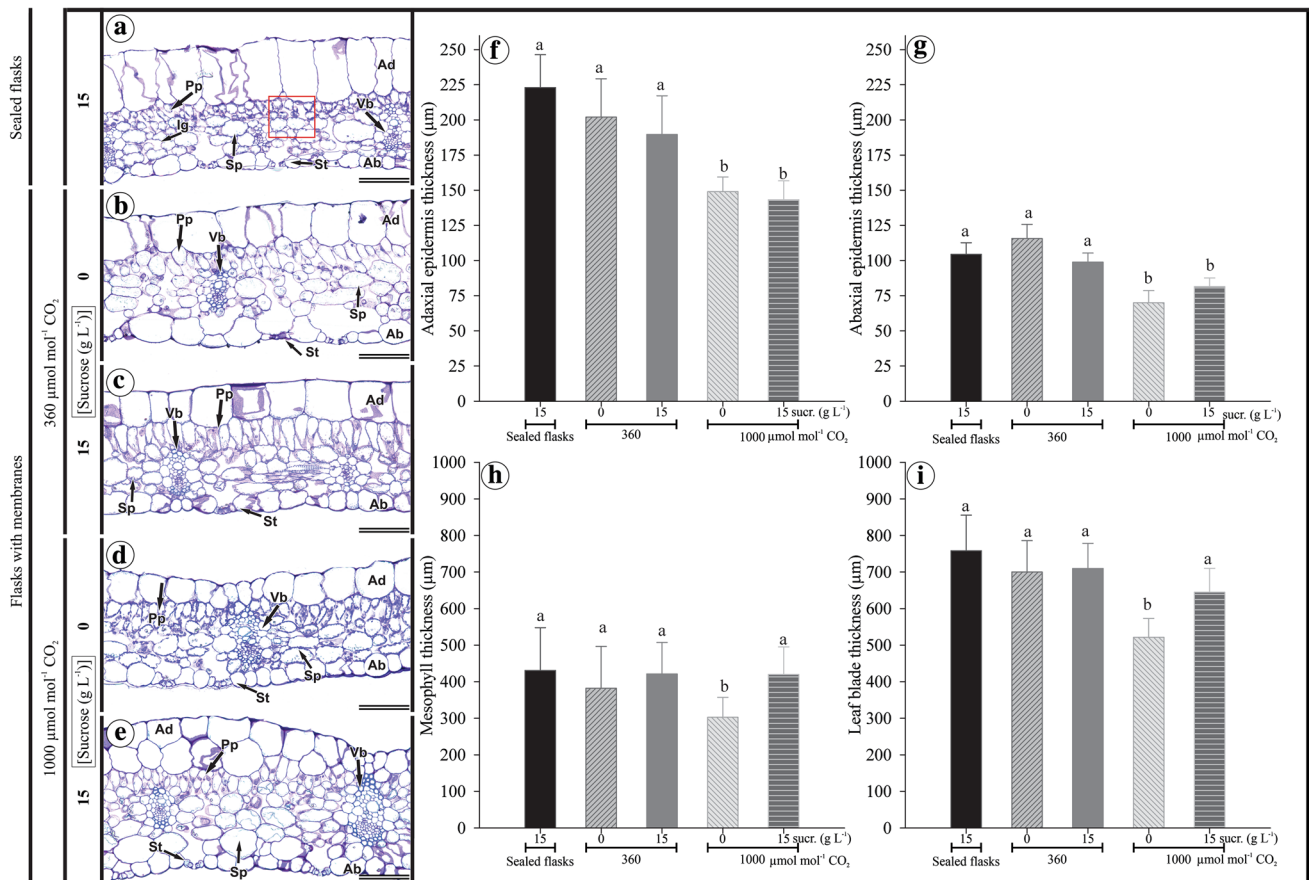 Sealed flasks
Flasks with membranes
360 µmol mol⁻¹ CO₂
1000 µmol mol⁻¹ CO₂
15
[Sucrose (g L⁻¹)]
0
15
[Sucrose (g L⁻¹)]
0
15
a
Ad
Pp
Vb
Ig
Sp
St
Ab
b
Pp
Vb
Ad
Sp
St
Ab
c
Pp
Ad
Vb
Sp
Ab
St
d
Ad
Vb
Pp
Ab
Sp
St
e
Ad
Pp
Vb
St
Sp
Ab
f
Adaxial epidermis thickness (µm)
250
225
200
175
150
125
100
75
50
25
0
a
a
a
b
b
15
0
15
0
15
sucr. (g L⁻¹)
Sealed flasks
360
1000 µmol mol⁻¹ CO₂
g
Abaxial epidermis thickness (µm)
250
225
200
175
150
125
100
75
50
25
0
a
a
a
b
b
15
0
15
0
15
sucr. (g L⁻¹)
Sealed flasks
360
1000 µmol mol⁻¹ CO₂
h
Mesophyll thickness (µm)
1000
900
800
700
600
500
400
300
200
100
0
a
a
a
b
a
15
0
15
0
15
sucr. (g L⁻¹)
Sealed flasks
360
1000 µmol mol⁻¹ CO₂
i
Leaf blade thickness (µm)
1000
900
800
700
600
500
400
300
200
100
0
a
a
a
b
a
15
0
15
0
15
sucr. (g L⁻¹)
Sealed flasks
360
1000 µmol mol⁻¹ CO₂